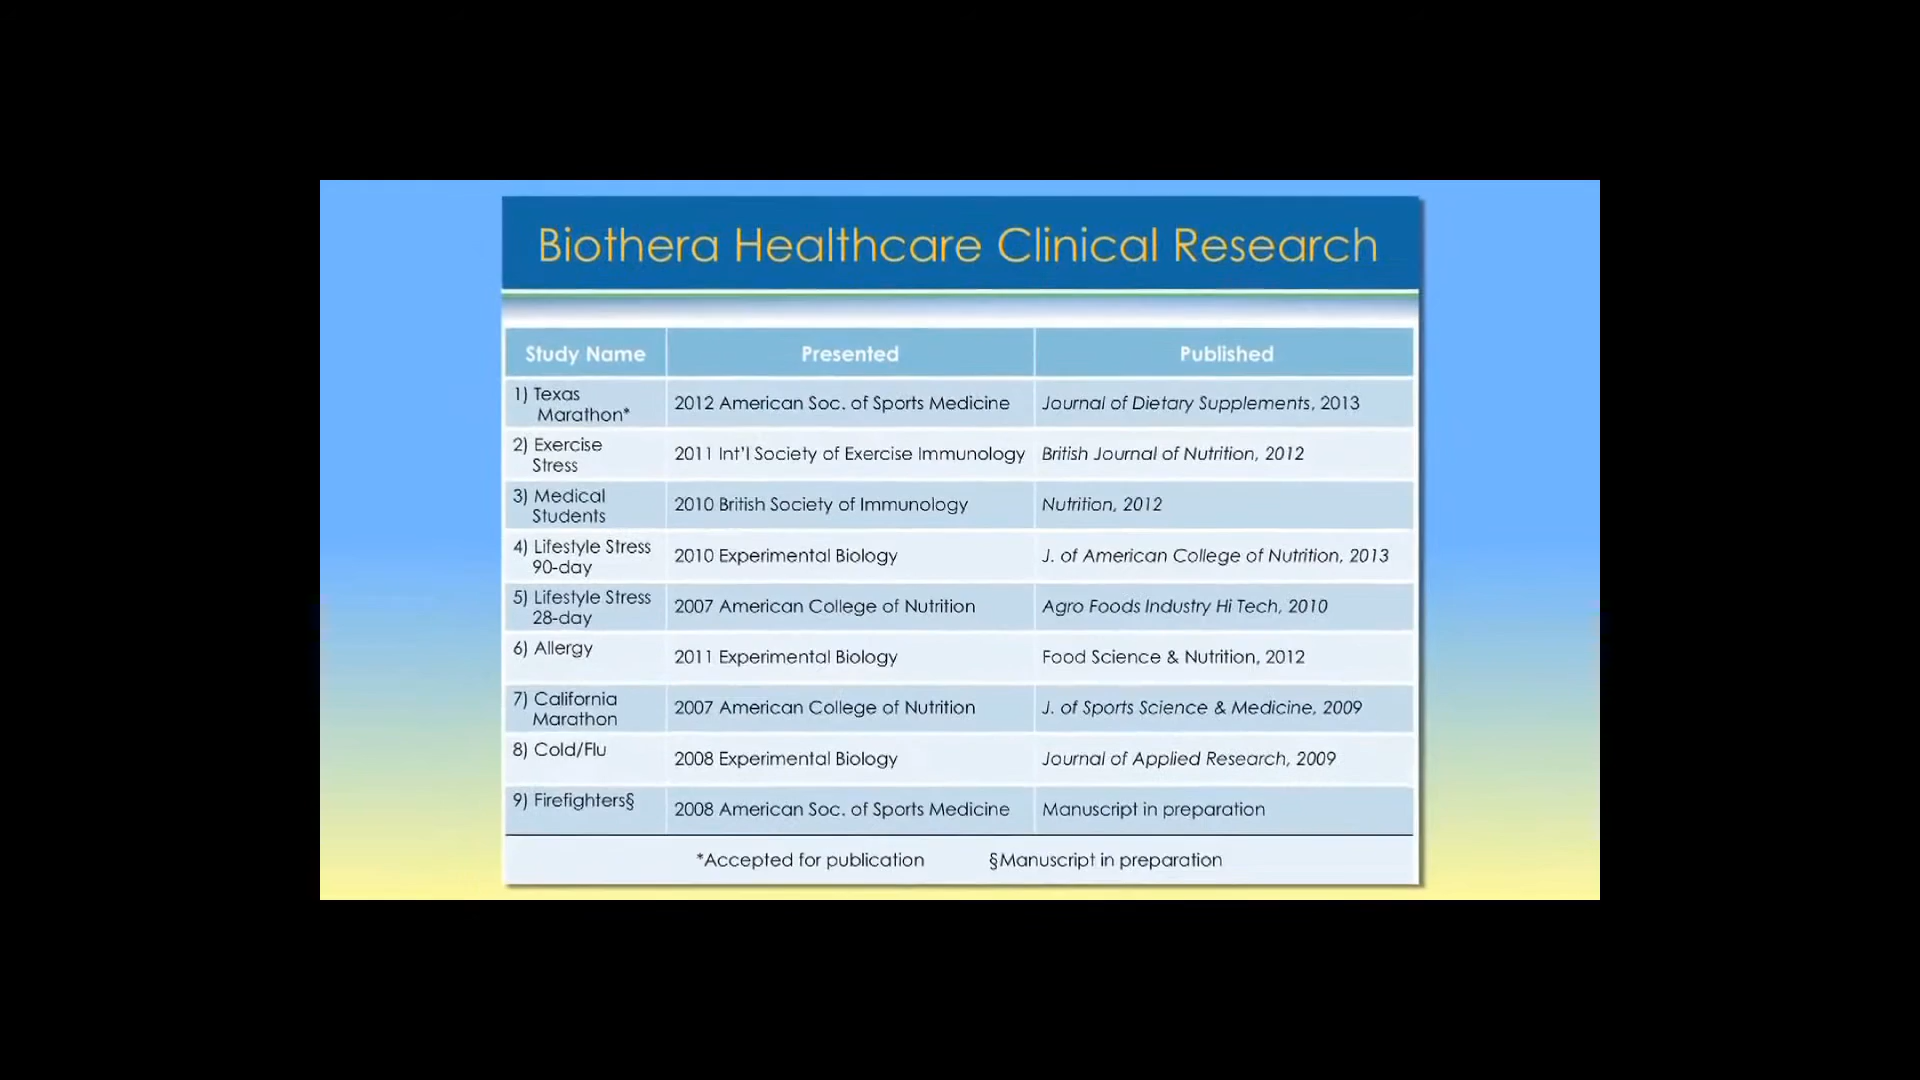 Biothera Healthcare Clinical Research
Study Name Presented Published
1) Texas
Marathon* 2012 American Soc. of Sports Medicine Journal of Dietary Supplements, 2013
2) Exercise
Stress 2011 Int'l Society of Exercise Immunology British Journal of Nutrition, 2012
3) Medical
Students 2010 British Society of Immunology Nutrition, 2012
4) Lifestyle Stress
90-day 2010 Experimental Biology J. of American College of Nutrition, 2013
5) Lifestyle Stress
28-day 2007 American College of Nutrition Agro Foods Industry Hi Tech, 2010
6) Allergy 2011 Experimental Biology Food Science & Nutrition, 2012
7) California
Marathon 2007 American College of Nutrition J. of Sports Science & Medicine, 2009
8) Cold/Flu 2008 Experimental Biology Journal of Applied Research, 2009
9) Firefighters§ 2008 American Soc. of Sports Medicine Manuscript in preparation
*Accepted for publication §Manuscript in preparation